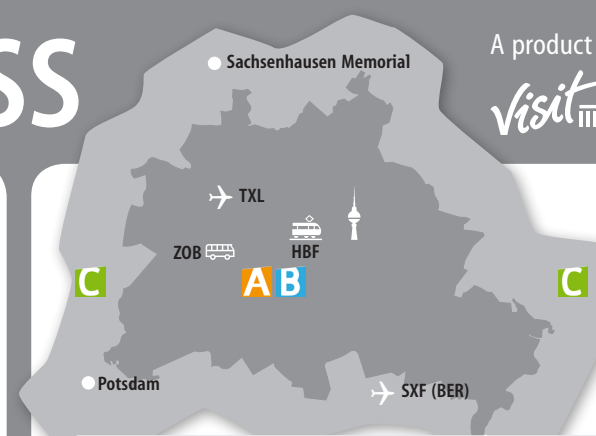 SS
A product
Visit
Sachsenhausen Memorial
TXL
ZOB
HBF
C
A B
C
Potsdam
SXF (BER)